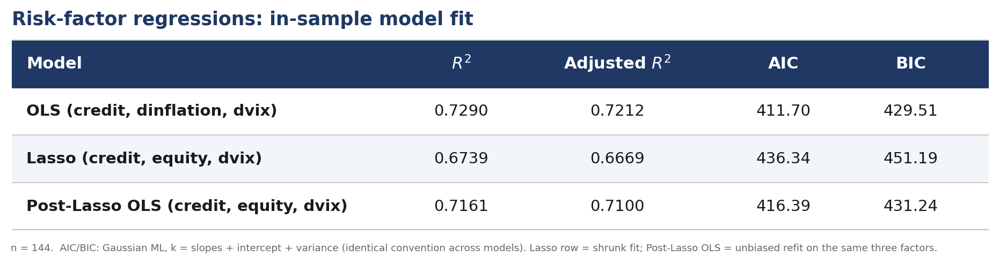 Risk-factor regressions: in-sample model fit
Model R² Adjusted R² AIC BIC
OLS (credit, dinflation, dvix) 0.7290 0.7212 411.70 429.51
Lasso (credit, equity, dvix) 0.6739 0.6669 436.34 451.19
Post-Lasso OLS (credit, equity, dvix) 0.7161 0.7100 416.39 431.24
n = 144. AIC/BIC: Gaussian ML, k = slopes + intercept + variance (identical convention across models). Lasso row = shrunk fit; Post-Lasso OLS = unbiased refit on the same three factors.